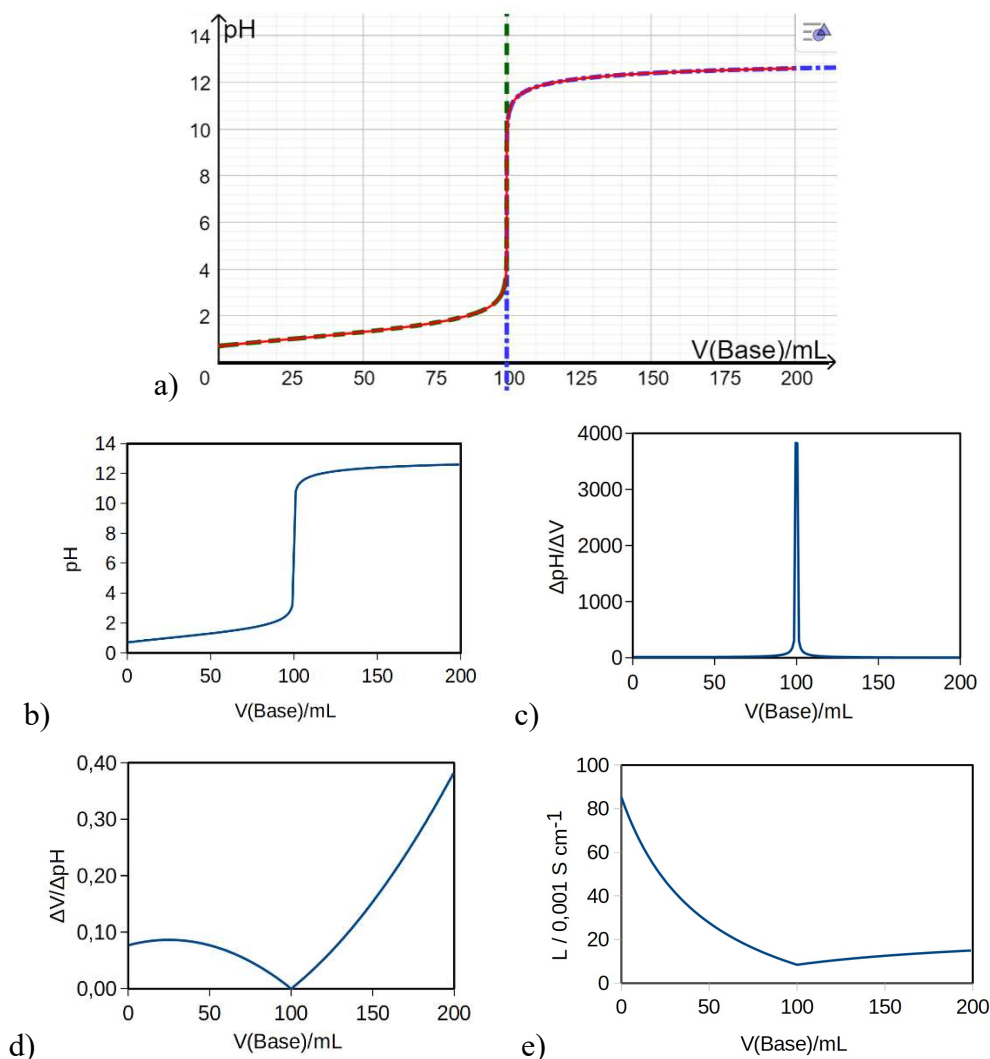 14
pH
12
10
8
6
4
2
0
25
50
75
100
125
150
175
200
V(Base)/mL
a)
14
12
10
8
6
4
2
0
pH
0 50 100 150 200
V(Base)/mL
b)
4000
3000
2000
1000
0
ΔpH/ΔV
0 50 100 150 200
V(Base)/mL
c)
0,40
0,30
0,20
0,10
0,00
ΔV/ΔpH
0 50 100 150 200
V(Base)/mL
d)
100
80
60
40
20
0
L / 0,001 S cm⁻¹
0 50 100 150 200
V(Base)/mL
e)